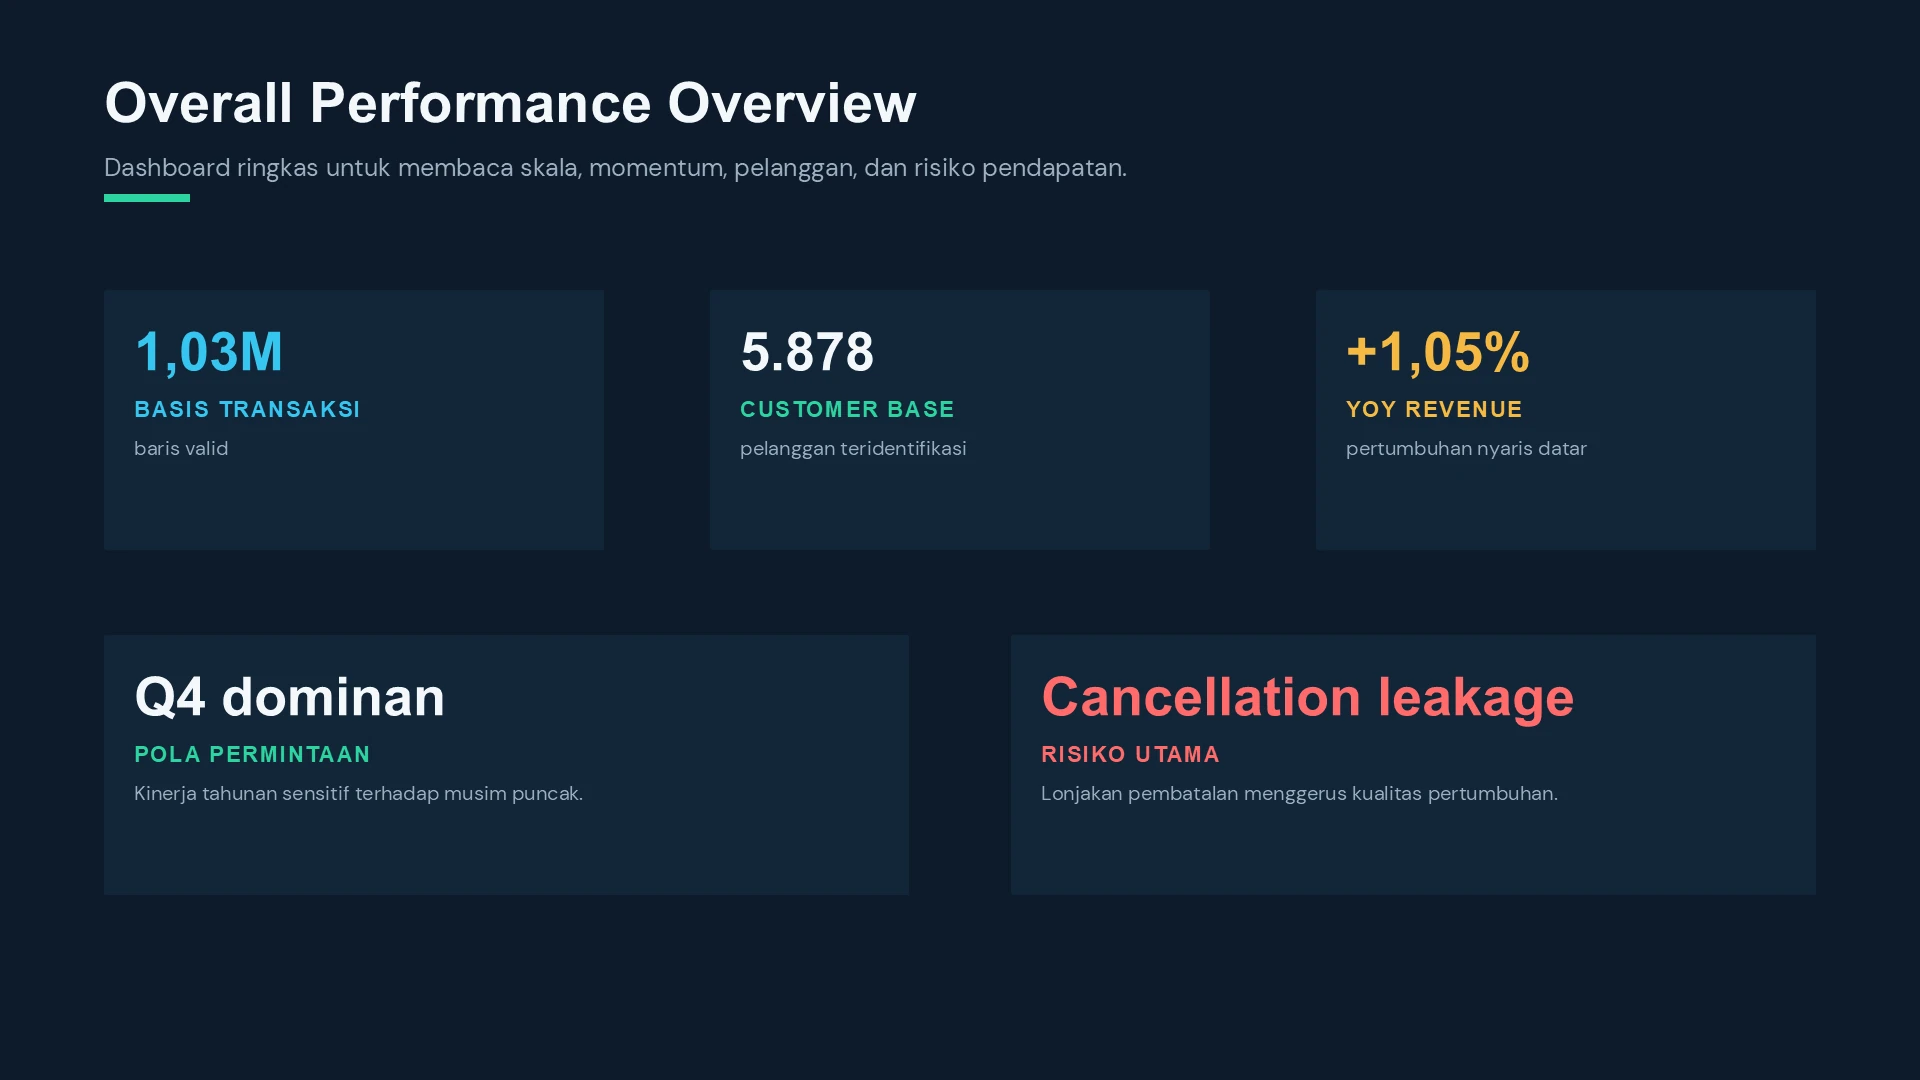 Overall Performance Overview
Dashboard ringkas untuk membaca skala, momentum, pelanggan, dan risiko pendapatan.
1,03M
BASIS TRANSAKSI
baris valid
5.878
CUSTOMER BASE
pelanggan teridentifikasi
+1,05%
YOY REVENUE
pertumbuhan nyaris datar
Q4 dominan
POLA PERMINTAAN
Kinerja tahunan sensitif terhadap musim puncak.
Cancellation leakage
RISIKO UTAMA
Lonjakan pembatalan menggerus kualitas pertumbuhan.